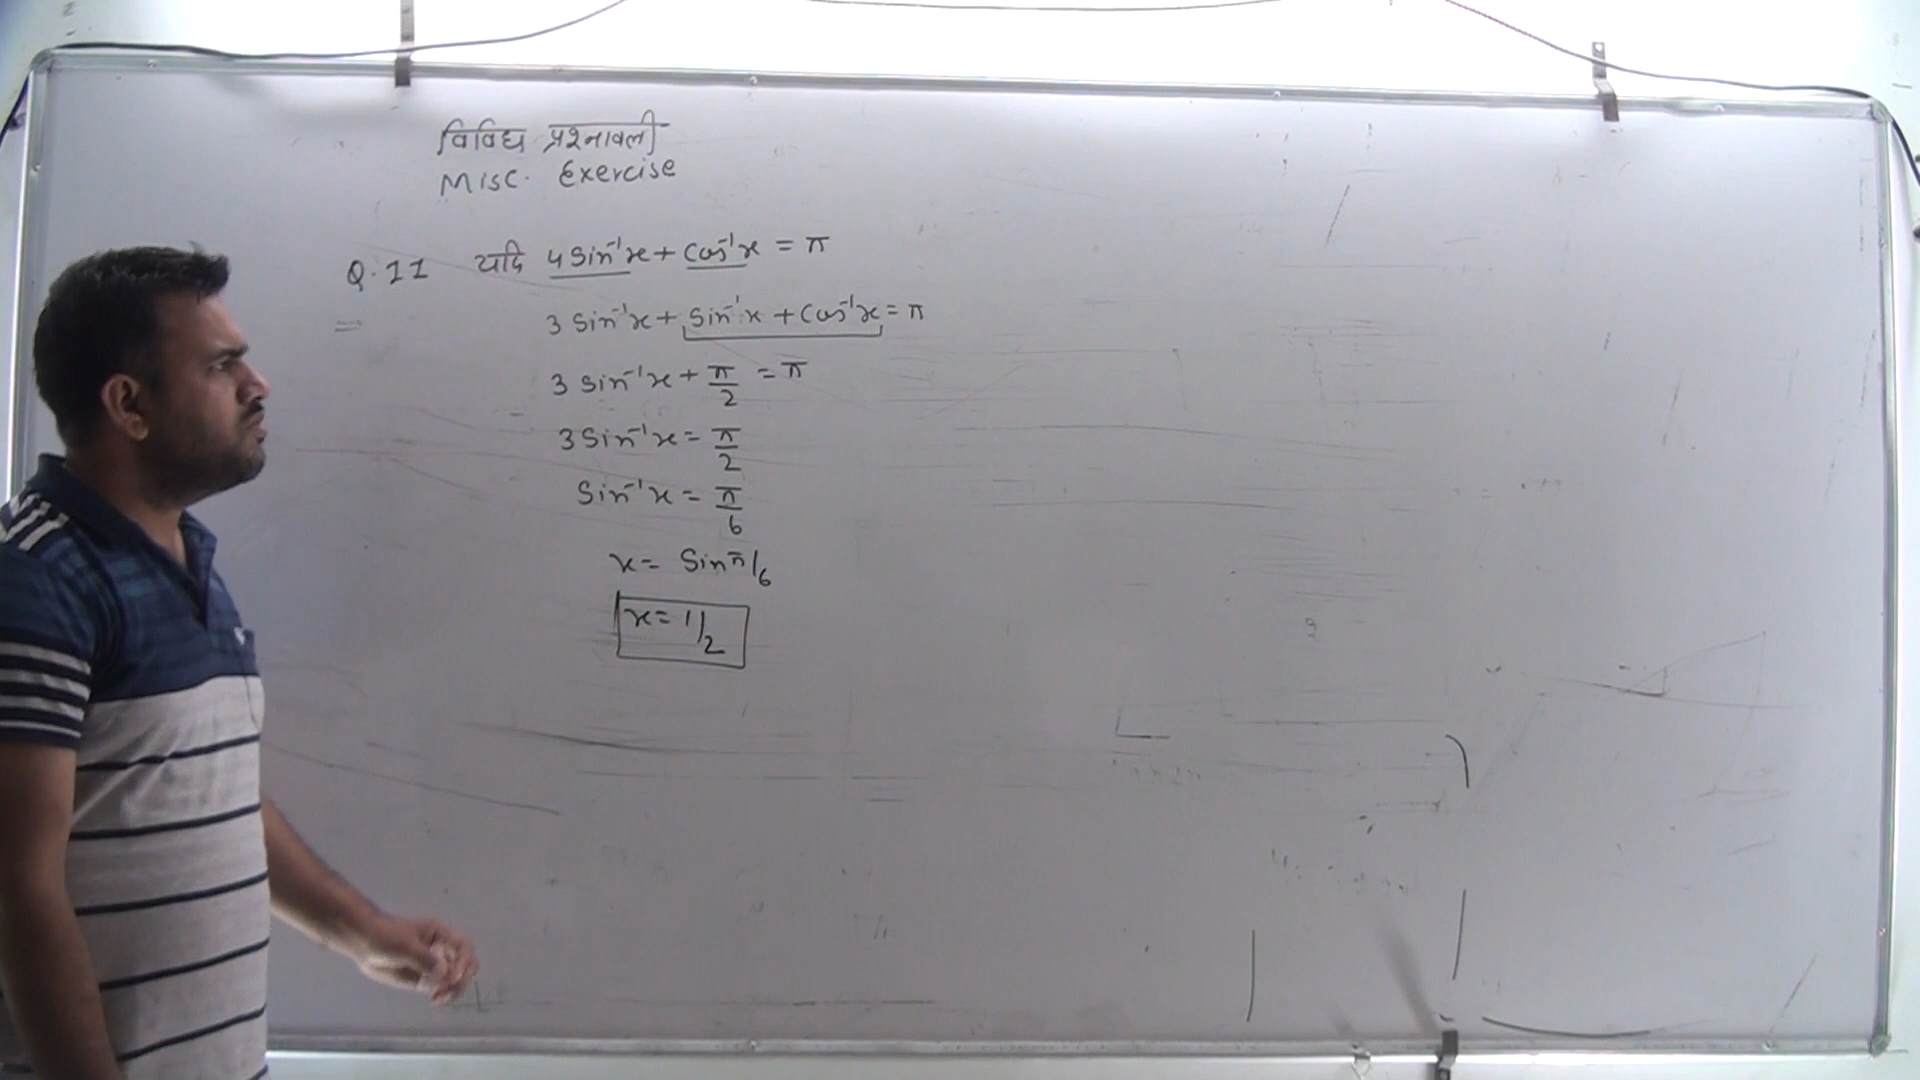 विविध प्रश्नावली
Misc. Exercise
Q.11 यदि 4 Sin⁻¹x + Cos⁻¹x = π
= 3 Sin⁻¹x + Sin⁻¹x + Cos⁻¹x = π
3 Sin⁻¹x + π/2 = π
3 Sin⁻¹x = π/2
Sin⁻¹x = π/6
x = Sin π/6
x = 1/2